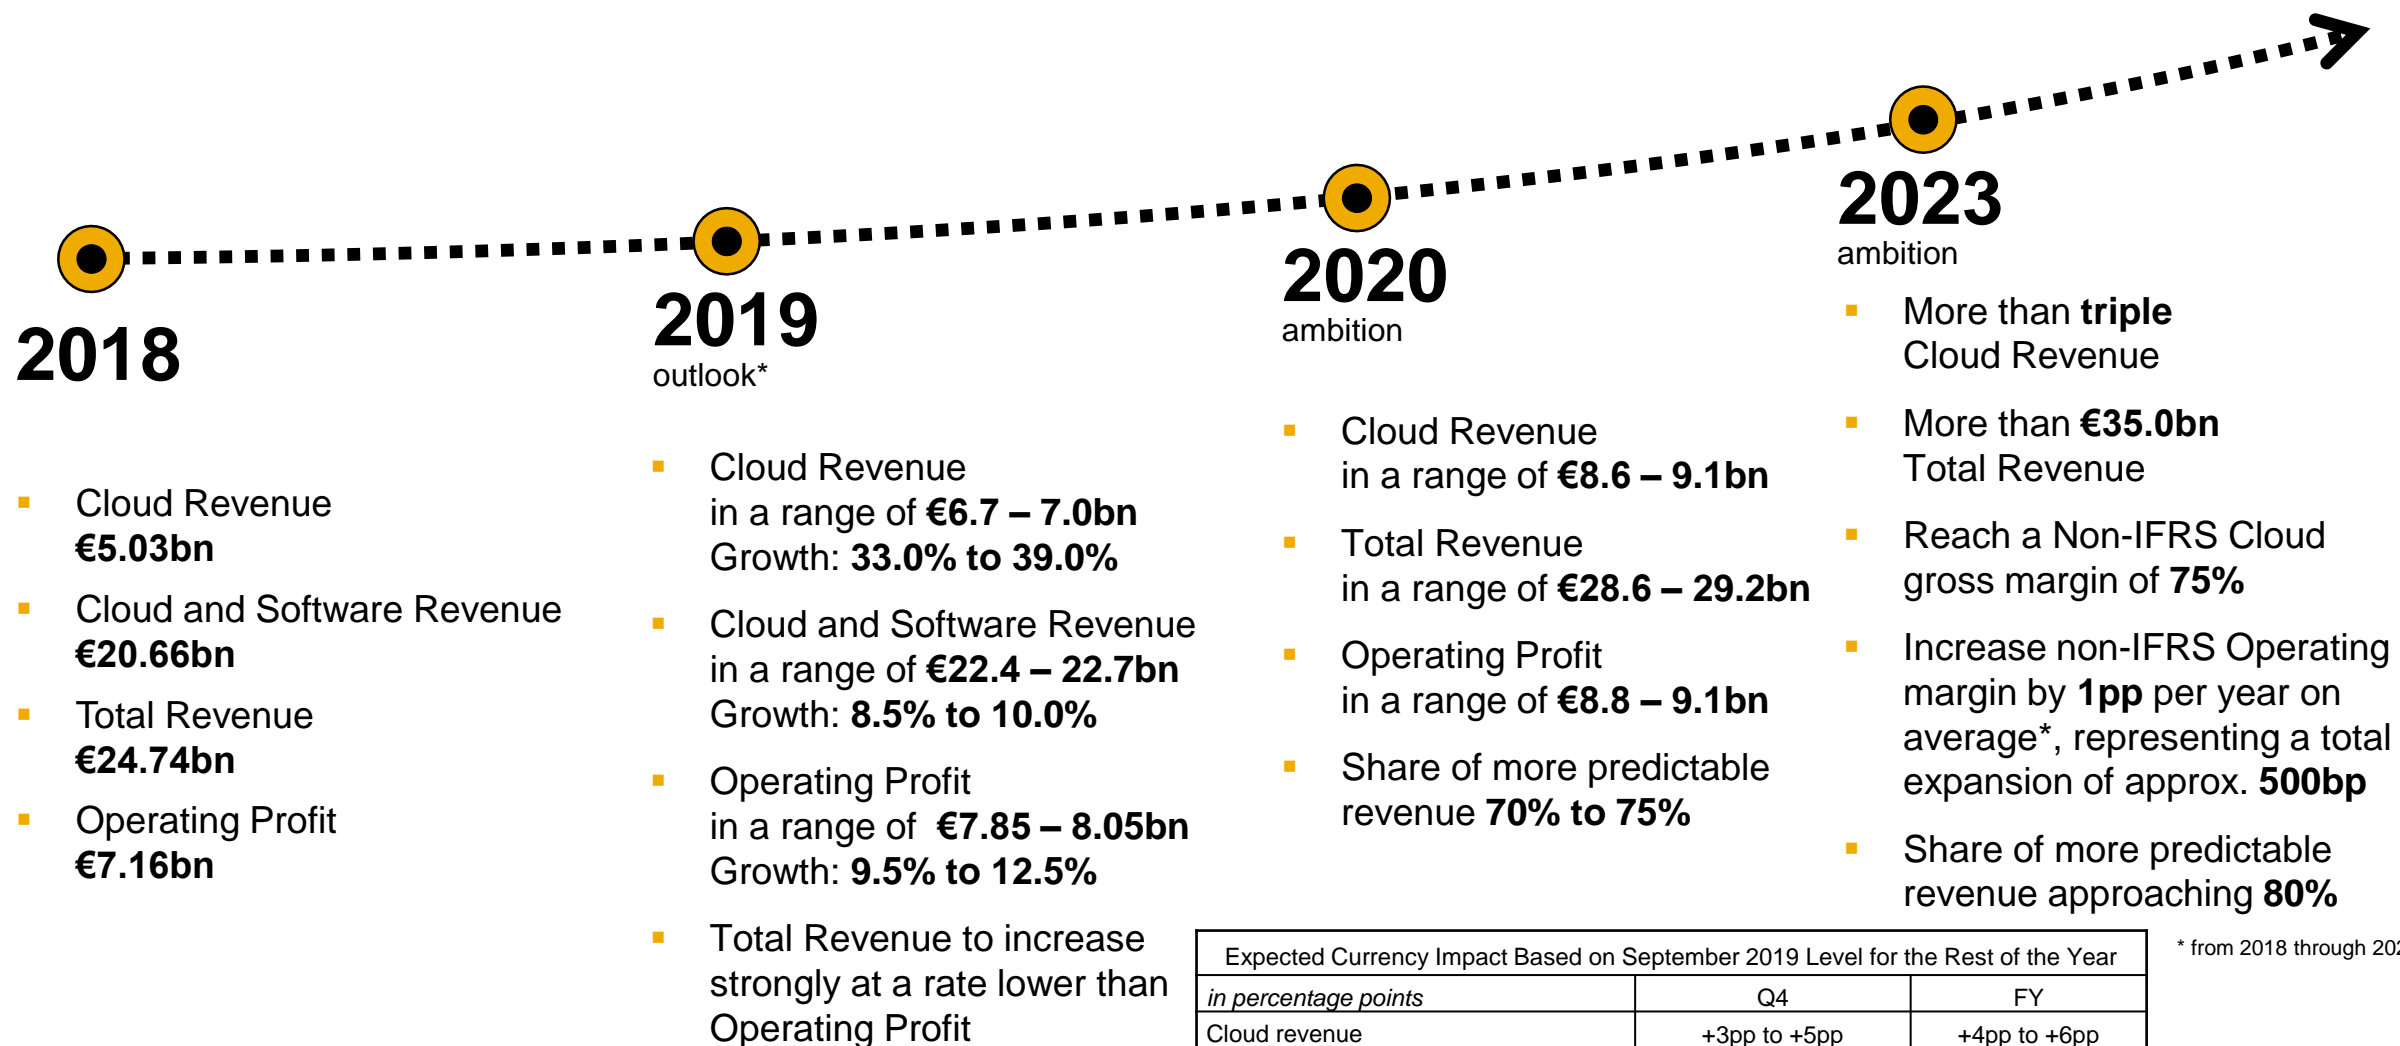 2018
▪ Cloud Revenue
€5.03bn
▪ Cloud and Software Revenue
€20.66bn
▪ Total Revenue
€24.74bn
▪ Operating Profit
€7.16bn
2019
outlook*
▪ Cloud Revenue
in a range of €6.7 – 7.0bn
Growth: 33.0% to 39.0%
▪ Cloud and Software Revenue
in a range of €22.4 – 22.7bn
Growth: 8.5% to 10.0%
▪ Operating Profit
in a range of €7.85 – 8.05bn
Growth: 9.5% to 12.5%
▪ Total Revenue to increase
strongly at a rate lower than
Operating Profit
2020
ambition
▪ Cloud Revenue
in a range of €8.6 – 9.1bn
▪ Total Revenue
in a range of €28.6 – 29.2bn
▪ Operating Profit
in a range of €8.8 – 9.1bn
▪ Share of more predictable
revenue 70% to 75%
2023
ambition
▪ More than triple
Cloud Revenue
▪ More than €35.0bn
Total Revenue
▪ Reach a Non-IFRS Cloud
gross margin of 75%
▪ Increase non-IFRS Operating
margin by 1pp per year on
average*, representing a total
expansion of approx. 500bp
▪ Share of more predictable
revenue approaching 80%
* from 2018 through
Expected Currency Impact Based on September 2019 Level for the Rest of the Year
in percentage points Q4 FY
Cloud revenue +3pp to +5pp +4pp to +6pp